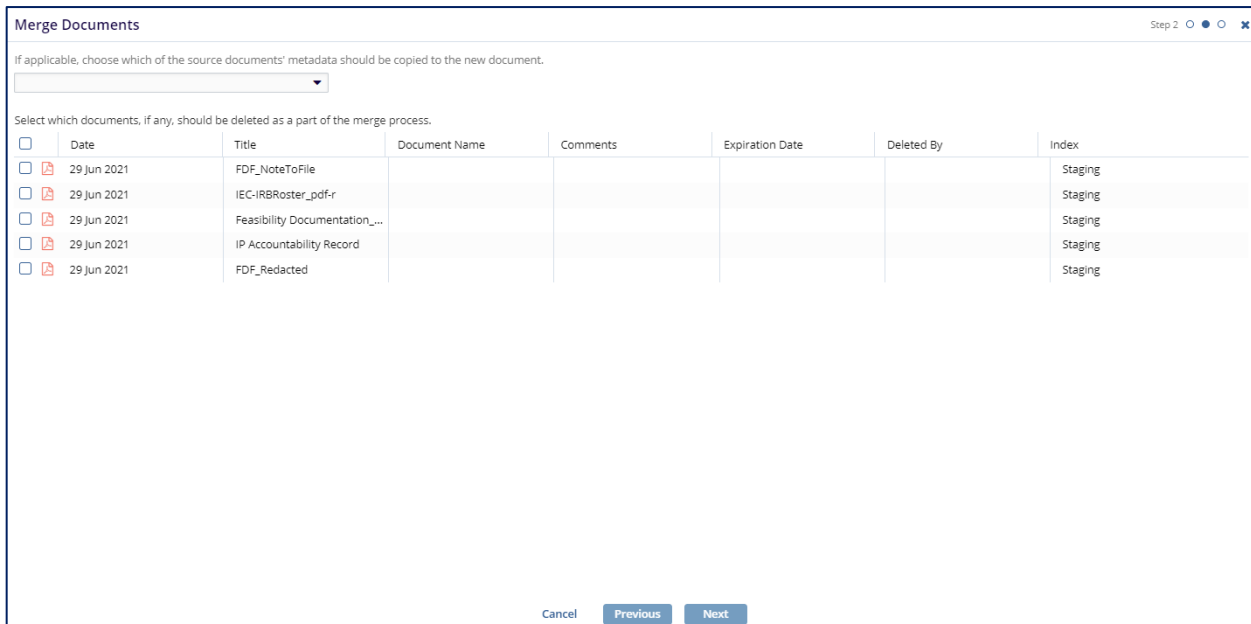 Merge Documents Step 2
If applicable, choose which of the source documents' metadata should be copied to the new document.
Select which documents, if any, should be deleted as a part of the merge process.
Date Title Document Name Comments Expiration Date Deleted By Index
29 Jun 2021 FDF_NoteToFile Staging
29 Jun 2021 IEC-IRBRoster_pdf-r Staging
29 Jun 2021 Feasibility Documentation_... Staging
29 Jun 2021 IP Accountability Record Staging
29 Jun 2021 FDF_Redacted Staging
Cancel Previous Next